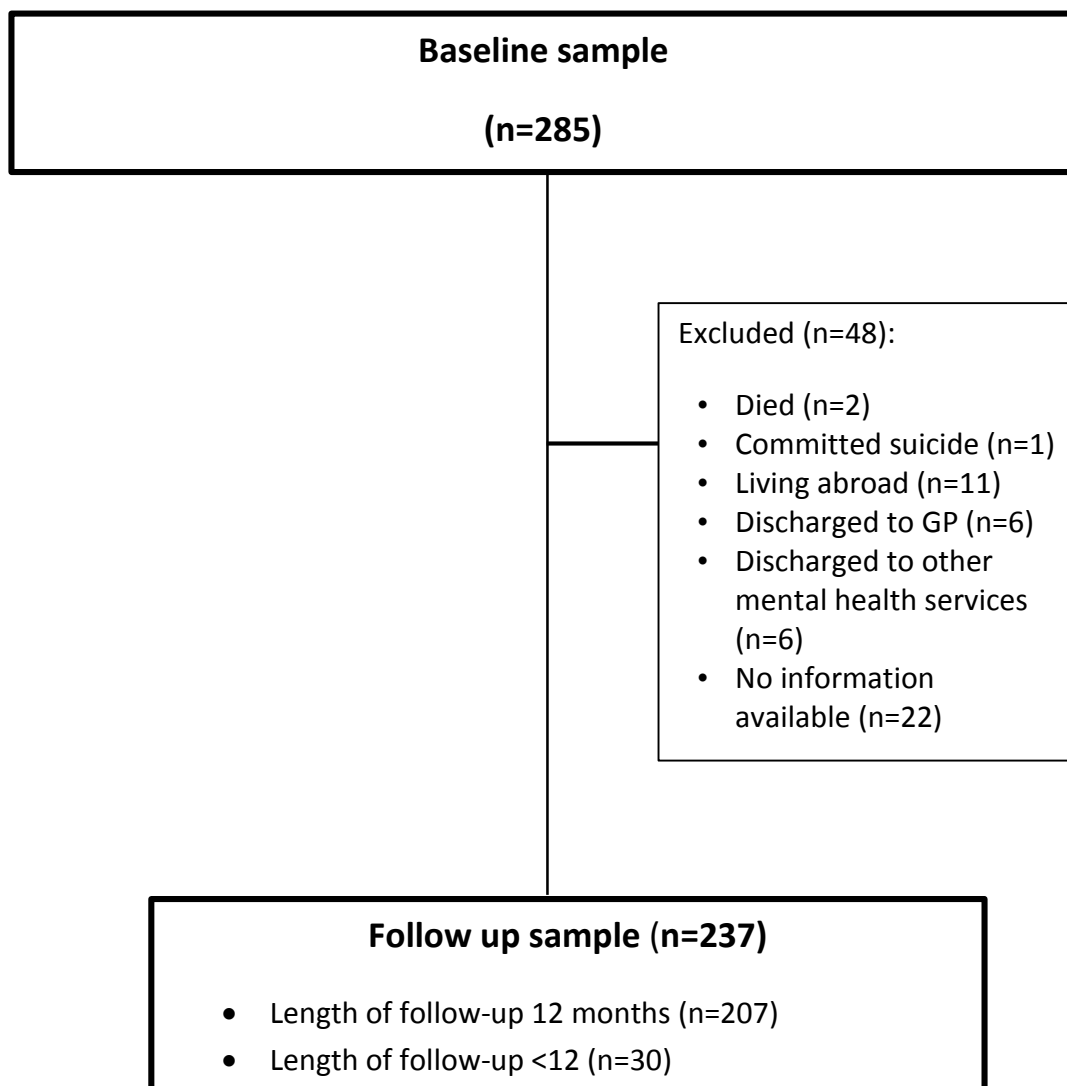 Baseline sample
(n=285)
Excluded (n=48):
• Died (n=2)
• Committed suicide (n=1)
• Living abroad (n=11)
• Discharged to GP (n=6)
• Discharged to other
mental health services
(n=6)
• No information
available (n=22)
Follow up sample (n=237)
• Length of follow-up 12 months (n=207)
• Length of follow-up <12 (n=30)